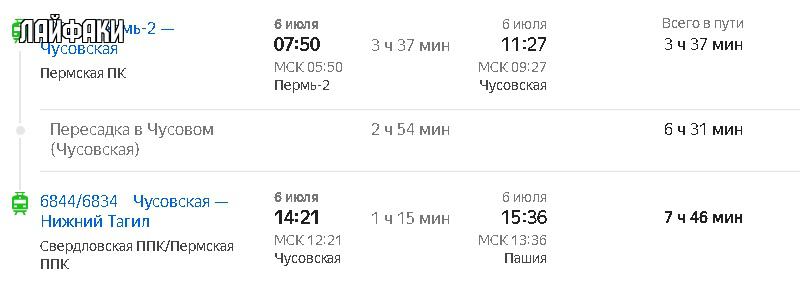 Всего в пути
ЛАЙФАКИ
мь-2 —
6 июля
6 июля
07:50
3 ч 37 мин
11:27
3 ч 37 мин
Чусовская
МСК 05:50
МСК 09:27
Пермская ПК
Пермь-2
Чусовская
Пересадка в Чусовом
2 ч 54 мин
6 ч 31 мин
(Чусовская)
6844/6834 Чусовская —
6 июля
6 июля
Нижний Тагил
14:21
1 ч 15 мин
15:36
7 ч 46 мин
Свердловская ППК/Пермская
МСК 12:21
МСК 13:36
ППК
Чусовская
Пашия